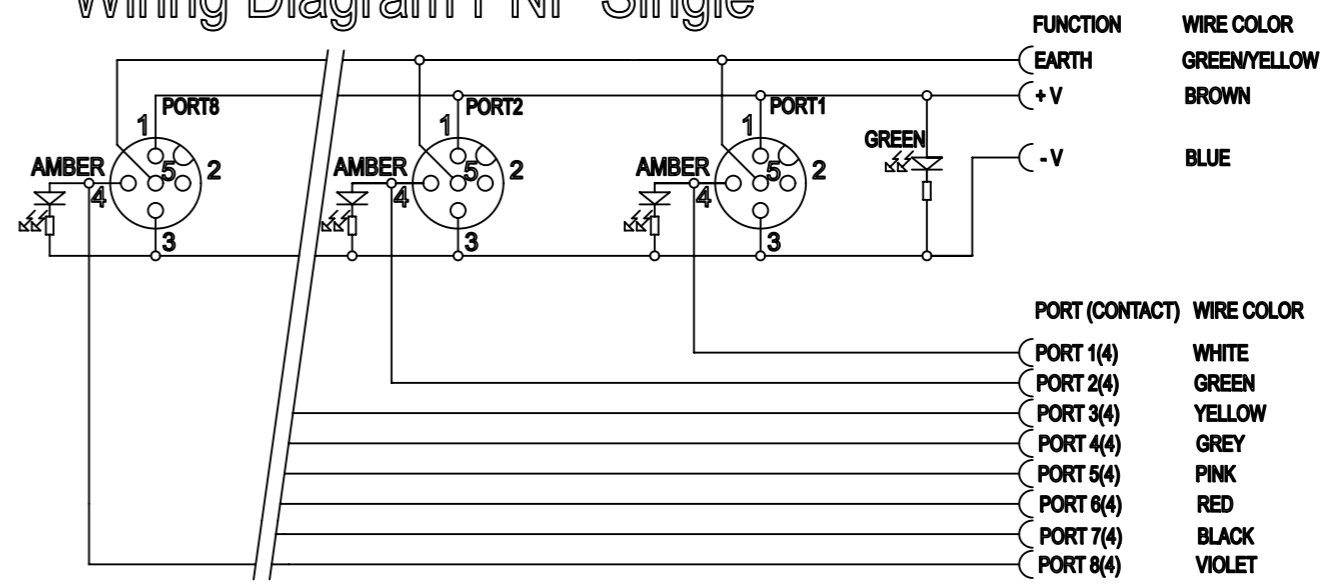 Wiring Diagram PNP Single
FUNCTION WIRE COLOR
EARTH GREEN/YELLOW
+ V BROWN
- V BLUE
PORT8 PORT2 PORT1
1 1 1
GREEN
AMBER 5 2 AMBER 5 2 AMBER 5 2
4 4 4
3 3 3
PORT (CONTACT) WIRE COLOR
PORT 1(4) WHITE
PORT 2(4) GREEN
PORT 3(4) YELLOW
PORT 4(4) GREY
PORT 5(4) PINK
PORT 6(4) RED
PORT 7(4) BLACK
PORT 8(4) VIOLET